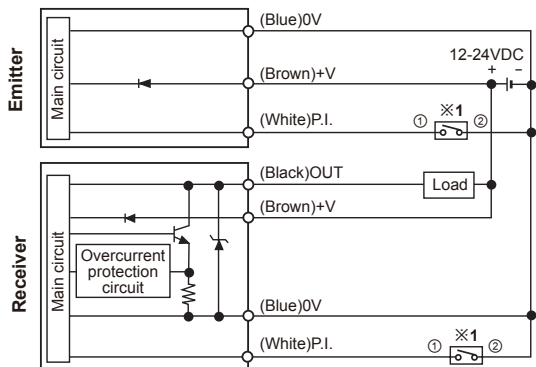 Emitter
Main circuit
(Blue)0V
(Brown)+V
12-24VDC
+ −
(White)P.I.
※1
① ②
Receiver
Main circuit
(Black)OUT
Load
(Brown)+V
Overcurrent
protection
circuit
(Blue)0V
(White)P.I.
※1
① ②